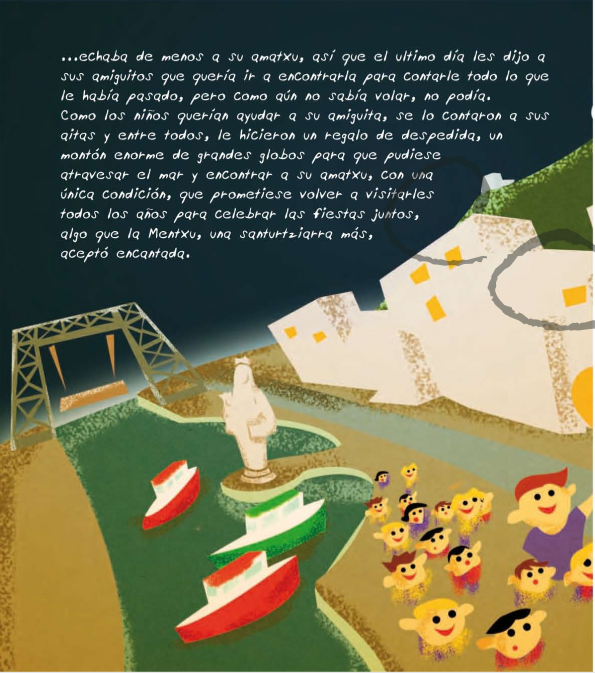 ...echaba de menos a su amatxu, así que el ultimo día les dijo a
sus amiguitos que quería ir a encontrarla para contarle todo lo que
le había pasado, pero como aún no sabía volar, no podía.
Como los niños querían ayudar a su amiguita, se lo contaron a sus
aitas y entre todos, le hicieron un regalo de despedida, un
montón enorme de grandes globos para que pudiese
atravesar el mar y encontrar a su amatxu, con una
única condición, que prometiese volver a visitarles
todos los años para celebrar las fiestas juntos,
algo que la Mentxu, una santurtziarra más,
aceptó encantada.